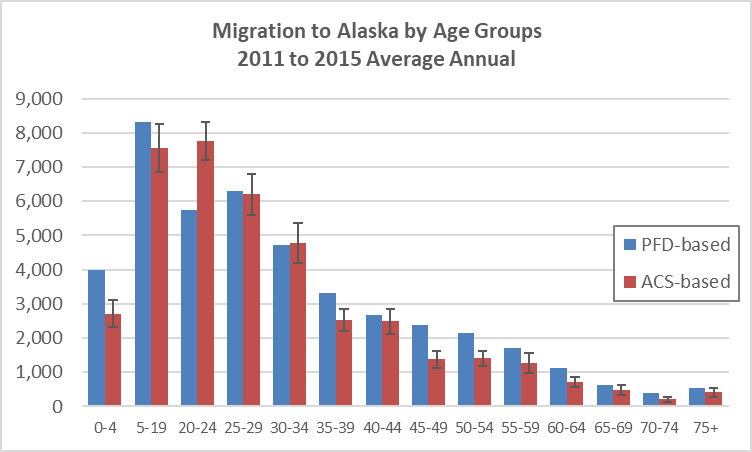 Migration to Alaska by Age Groups
2011 to 2015 Average Annual
9,000
8,000
7,000
6,000
5,000
4,000
3,000
2,000
1,000
0
PFD-based
ACS-based
0-4 5-19 20-24 25-29 30-34 35-39 40-44 45-49 50-54 55-59 60-64 65-69 70-74 75+